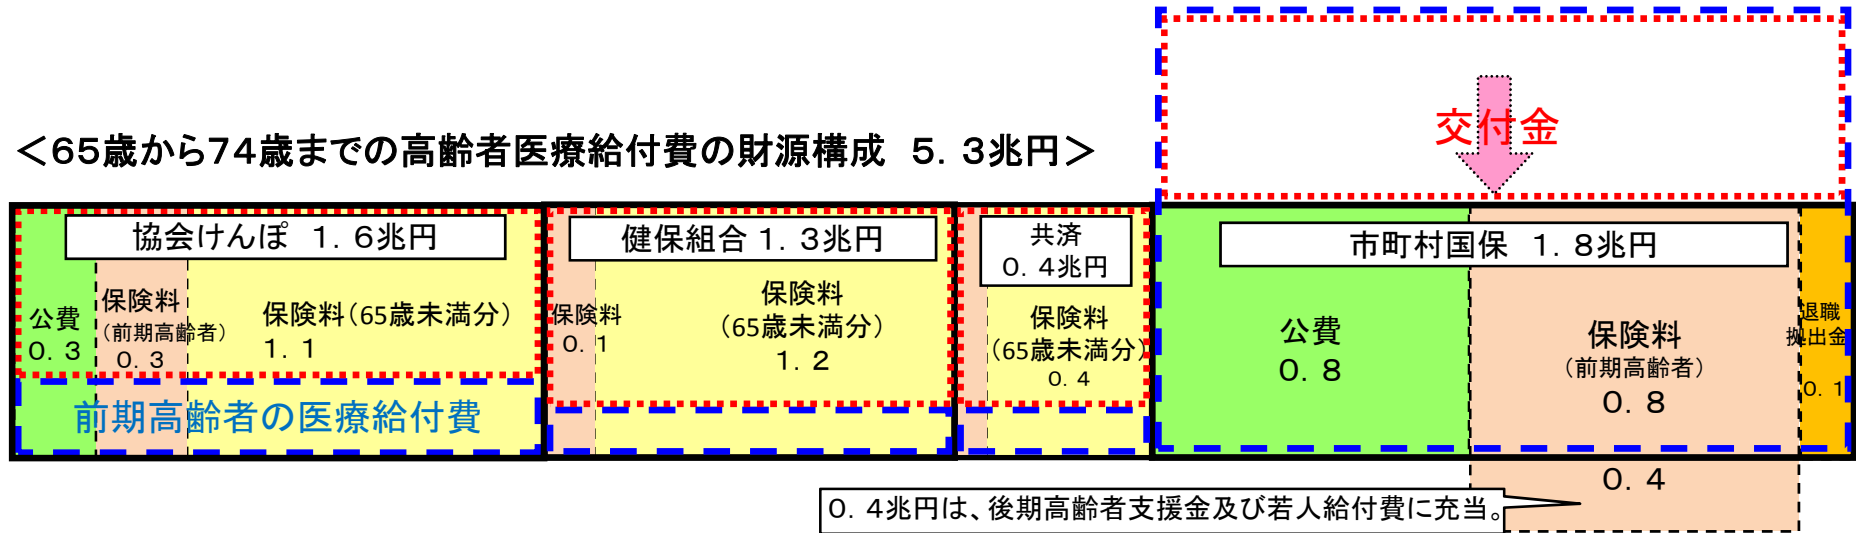 交付金
＜65歳から74歳までの高齢者医療給付費の財源構成　5．3兆円＞
協会けんぽ　1．6兆円
公費
0．3
保険料
（前期高齢者）
0．3
保険料（65歳未満分）
1．1
前期高齢者の医療給付費
健保組合 1．3兆円
保険料
0．1
保険料
（65歳未満分）
1．2
共済
0．4兆円
保険料
（65歳未満分）
0．4
市町村国保　1．8兆円
公費
0．8
保険料
（前期高齢者）
0．8
退職
拠出金
0．1
0．4
0．4兆円は、後期高齢者支援金及び若人給付費に充当。